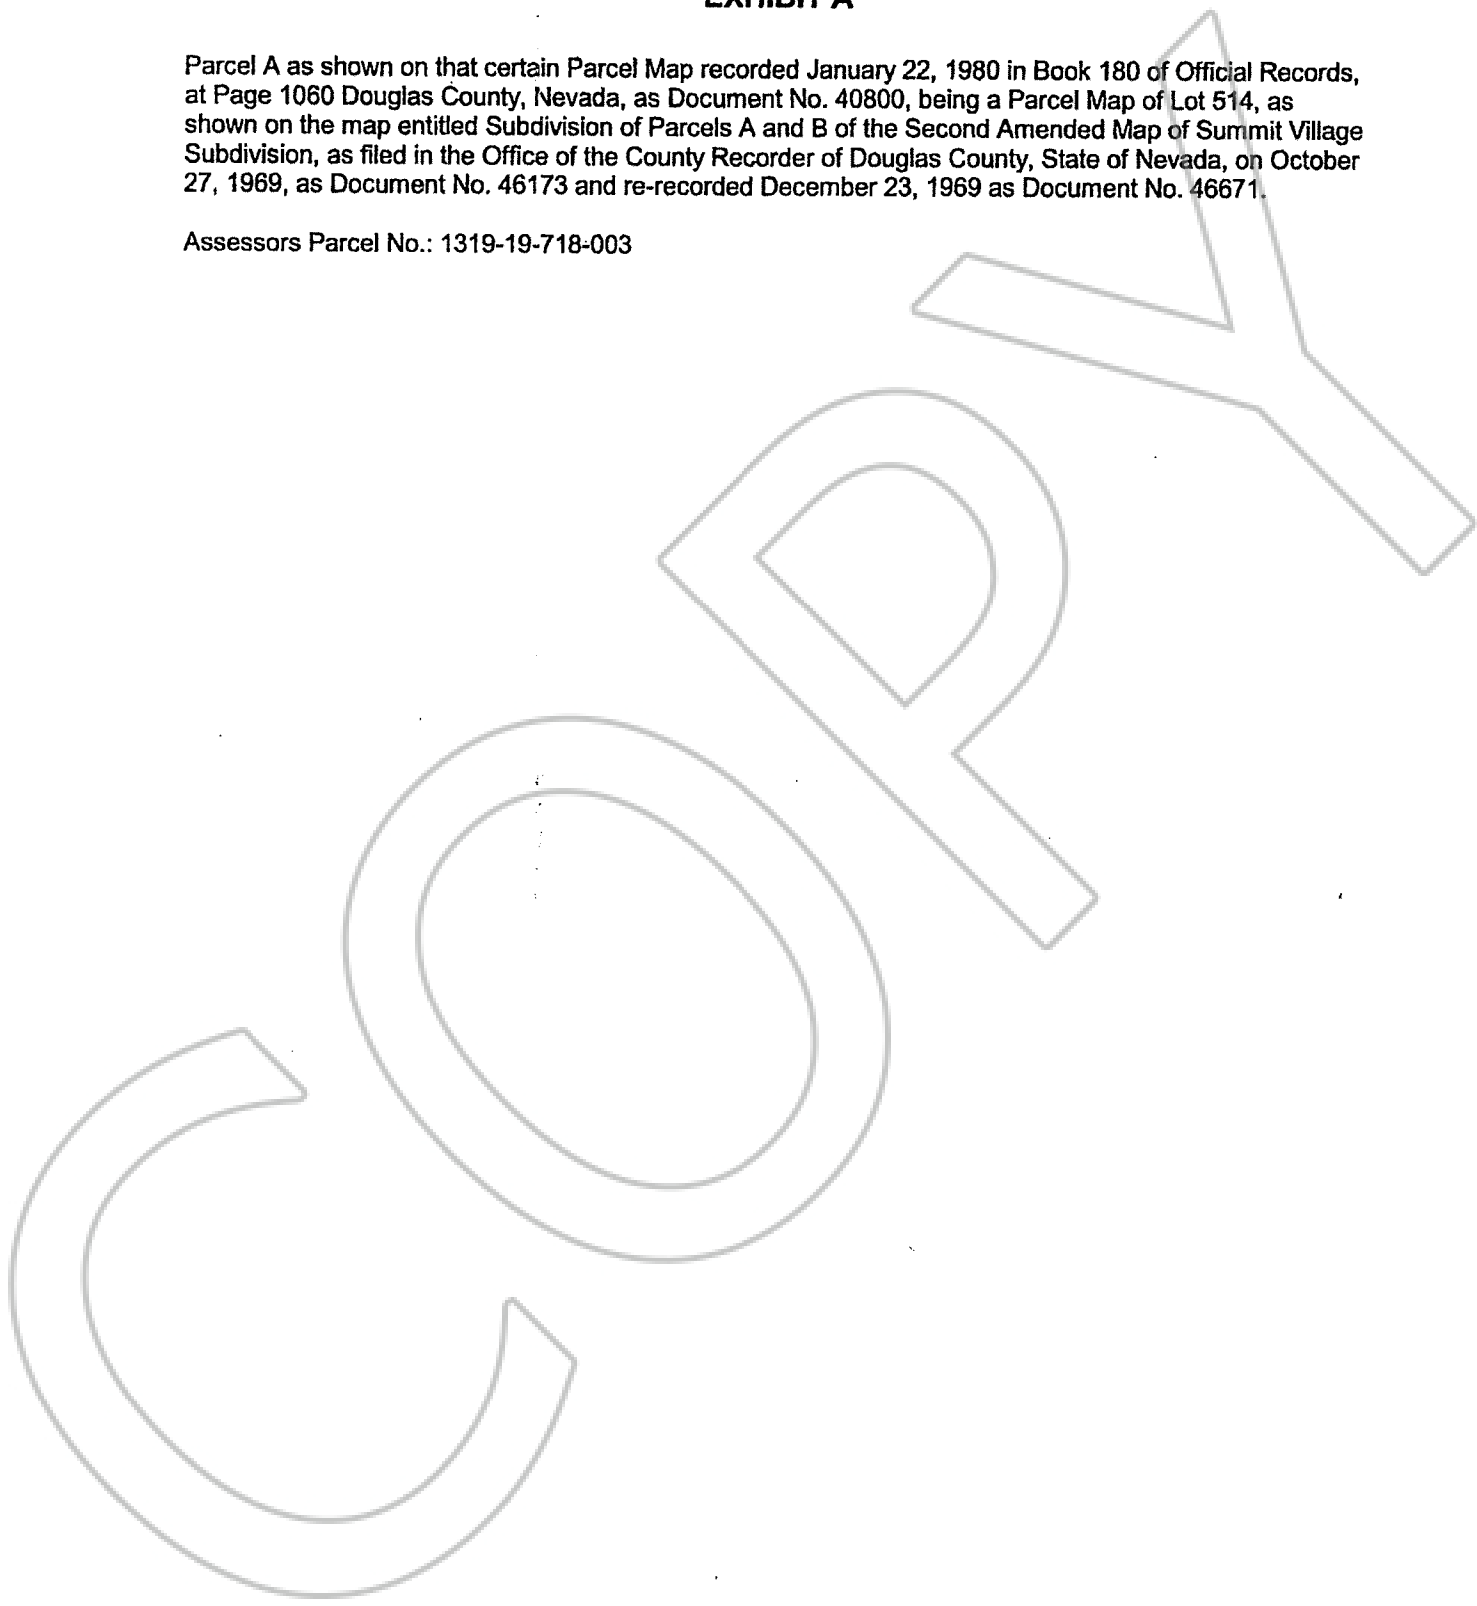 EXHIBIT A
Parcel A as shown on that certain Parcel Map recorded January 22, 1980 in Book 180 of Official Records,
at Page 1060 Douglas County, Nevada, as Document No. 40800, being a Parcel Map of Lot 514, as
shown on the map entitled Subdivision of Parcels A and B of the Second Amended Map of Summit Village
Subdivision, as filed in the Office of the County Recorder of Douglas County, State of Nevada, on October
27, 1969, as Document No. 46173 and re-recorded December 23, 1969 as Document No. 46671.
Assessors Parcel No.: 1319-19-718-003
COPY